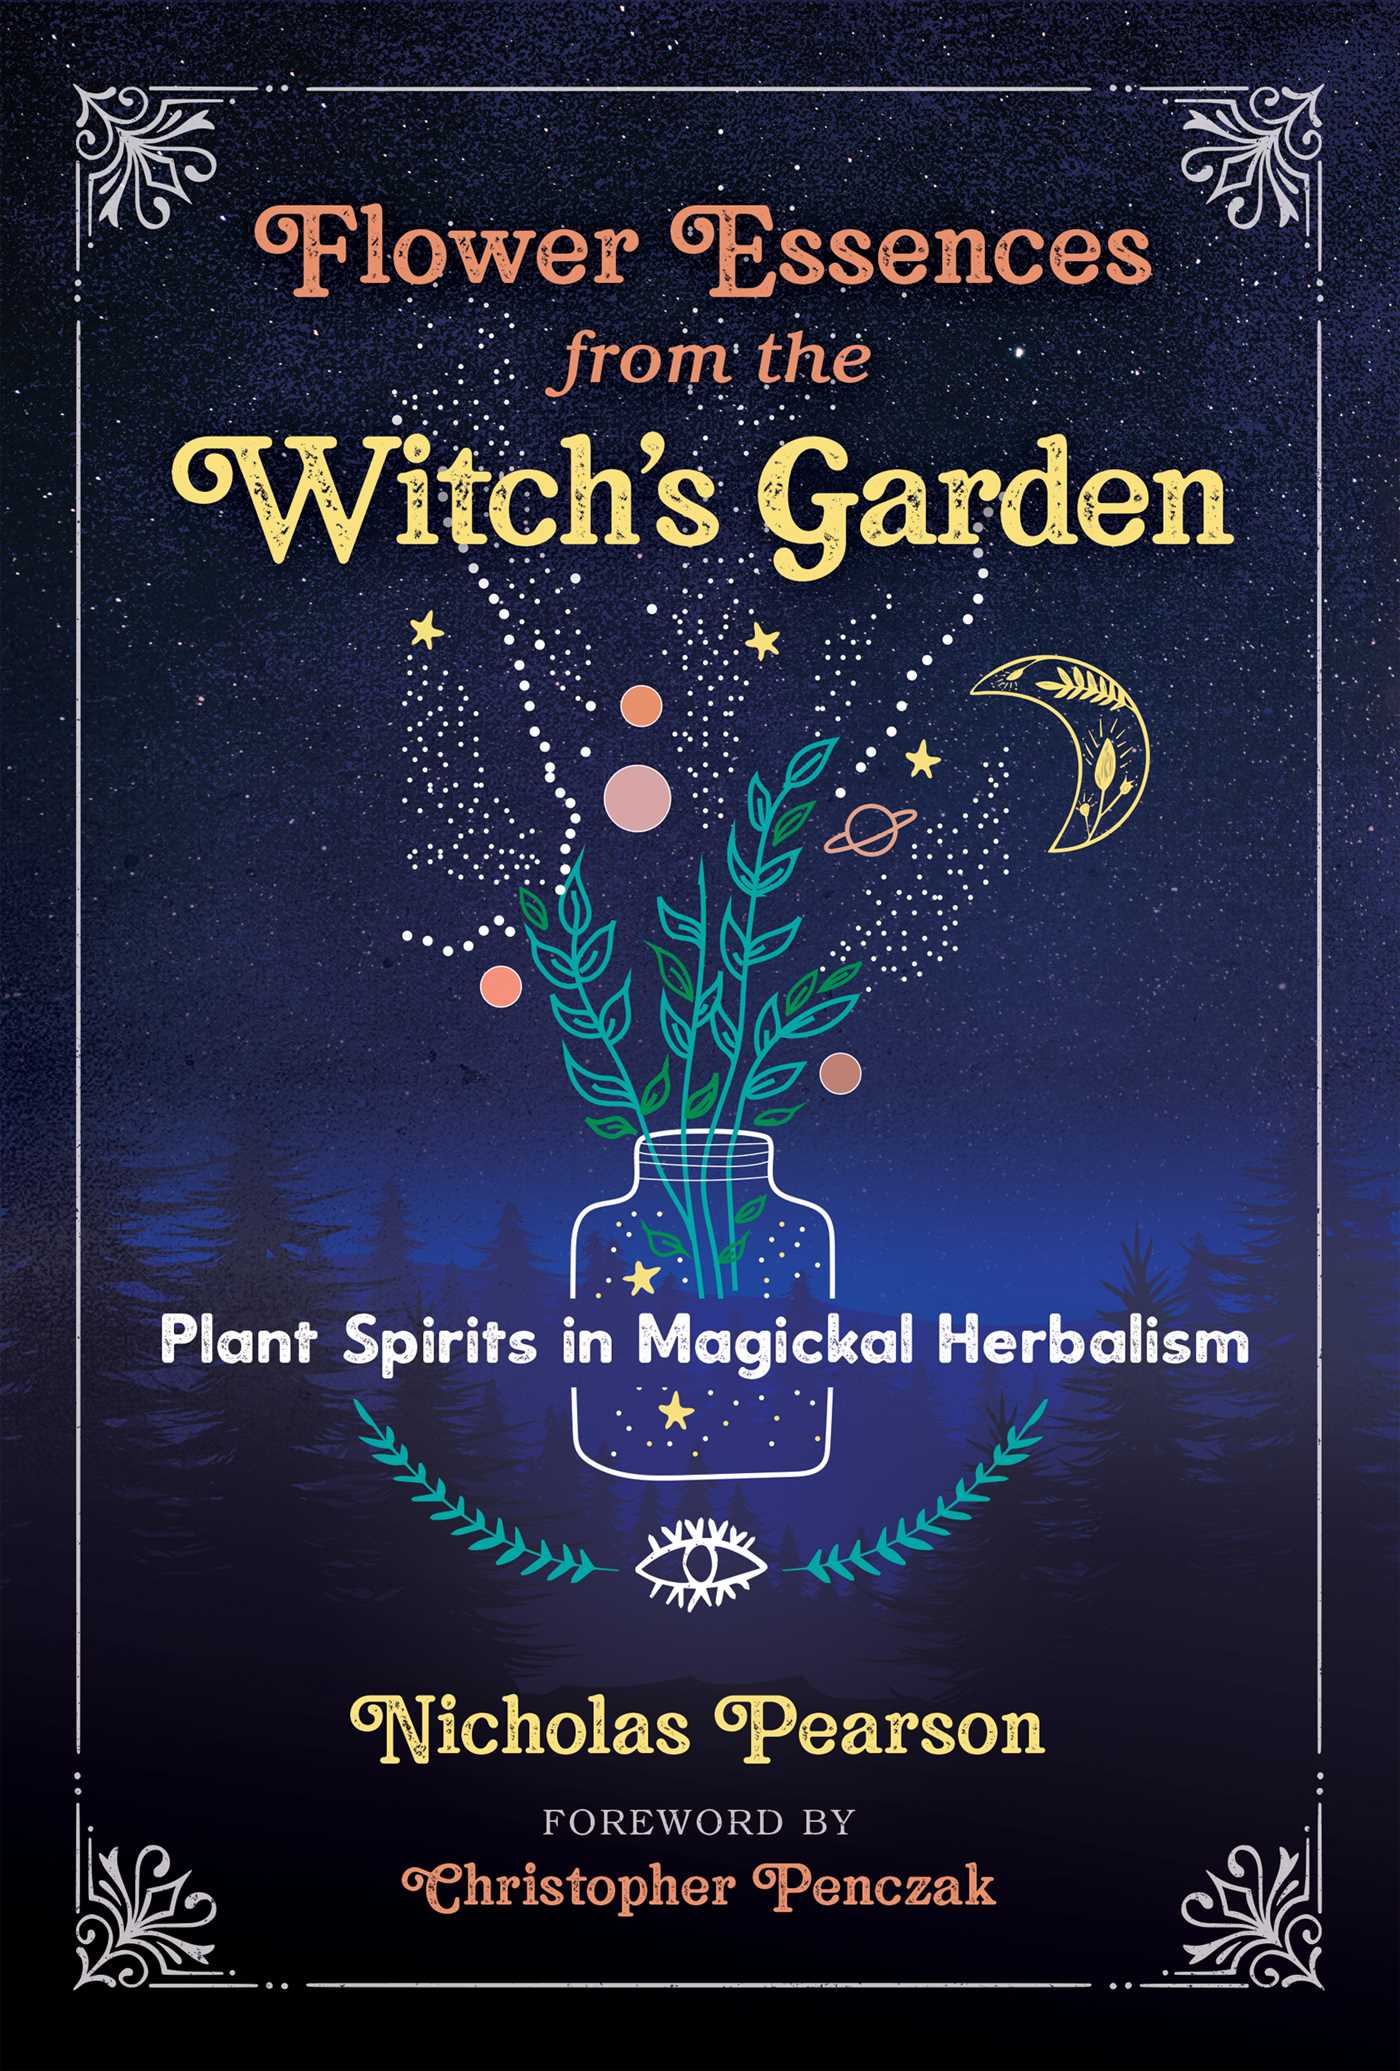 Flower Essences
from the
Witch's Garden
Plant Spirits in Magickal Herbalism
Nicholas Pearson
FOREWORD BY
Christopher Penczak